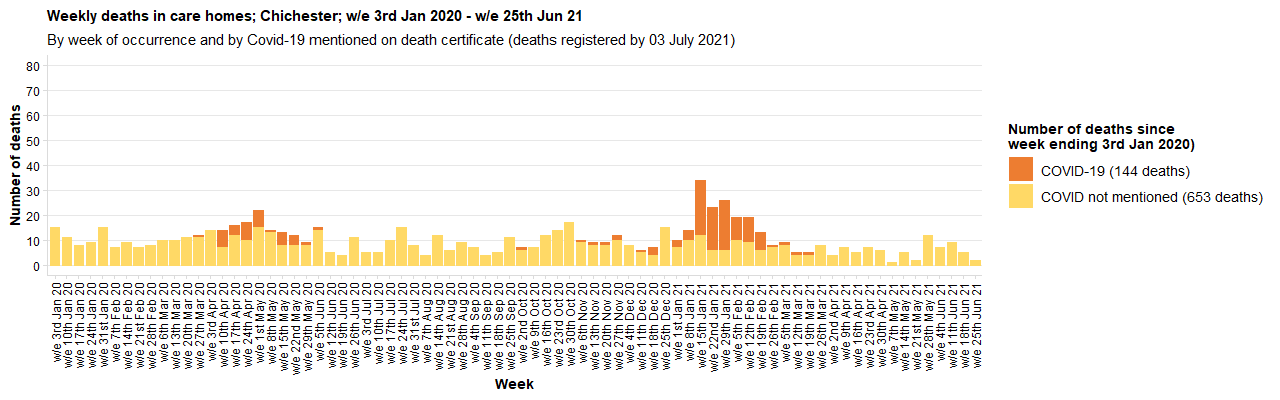 Weekly deaths in care homes; Chichester; w/e 3rd Jan 2020 - w/e 25th Jun 21
By week of occurrence and by Covid-19 mentioned on death certificate (deaths registered by 03 July 2021)
80
70
60
50
40
30
20
10
0
Number of deaths
w/e 3rd Jan 20
w/e 10th Jan 20
w/e 17th Jan 20
w/e 24th Jan 20
w/e 31st Jan 20
w/e 7th Feb 20
w/e 14th Feb 20
w/e 21st Feb 20
w/e 28th Feb 20
w/e 6th Mar 20
w/e 13th Mar 20
w/e 20th Mar 20
w/e 27th Mar 20
w/e 3rd Apr 20
w/e 10th Apr 20
w/e 17th Apr 20
w/e 24th Apr 20
w/e 1st May 20
w/e 8th May 20
w/e 15th May 20
w/e 22nd May 20
w/e 29th May 20
w/e 5th Jun 20
w/e 12th Jun 20
w/e 19th Jun 20
w/e 26th Jun 20
w/e 3rd Jul 20
w/e 10th Jul 20
w/e 17th Jul 20
w/e 24th Jul 20
w/e 31st Jul 20
w/e 7th Aug 20
w/e 14th Aug 20
w/e 21st Aug 20
w/e 28th Aug 20
w/e 4th Sep 20
w/e 11th Sep 20
w/e 18th Sep 20
w/e 25th Sep 20
w/e 2nd Oct 20
w/e 9th Oct 20
w/e 16th Oct 20
w/e 23rd Oct 20
w/e 30th Oct 20
w/e 6th Nov 20
w/e 13th Nov 20
w/e 20th Nov 20
w/e 27th Nov 20
w/e 4th Dec 20
w/e 11th Dec 20
w/e 18th Dec 20
w/e 25th Dec 20
w/e 1st Jan 21
w/e 8th Jan 21
w/e 15th Jan 21
w/e 22nd Jan 21
w/e 29th Jan 21
w/e 5th Feb 21
w/e 12th Feb 21
w/e 19th Feb 21
w/e 26th Feb 21
w/e 5th Mar 21
w/e 12th Mar 21
w/e 19th Mar 21
w/e 26th Mar 21
w/e 2nd Apr 21
w/e 9th Apr 21
w/e 16th Apr 21
w/e 23rd Apr 21
w/e 30th Apr 21
w/e 7th May 21
w/e 14th May 21
w/e 21st May 21
w/e 28th May 21
w/e 4th Jun 21
w/e 11th Jun 21
w/e 18th Jun 21
w/e 25th Jun 21
Week
Number of deaths since
week ending 3rd Jan 2020)
COVID-19 (144 deaths)
COVID not mentioned (653 deaths)